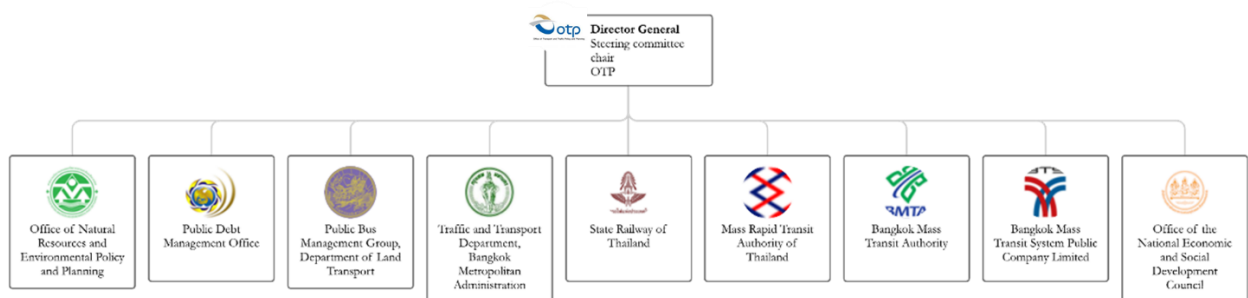 otp
Director General
Steering committee
chair
OTP
Office of Natural
Resources and
Environmental Policy
and Planning
Public Debt
Management Office
Public Bus
Management Group,
Department of Land
Transport
Traffic and Transport
Department,
Bangkok
Metropolitan
Administration
State Railway of
Thailand
Mass Rapid Transit
Authority of
Thailand
BMTA
Bangkok Mass
Transit Authority
BTS
Bangkok Mass
Transit System Public
Company Limited
Office of the
National Economic
and Social
Development
Council